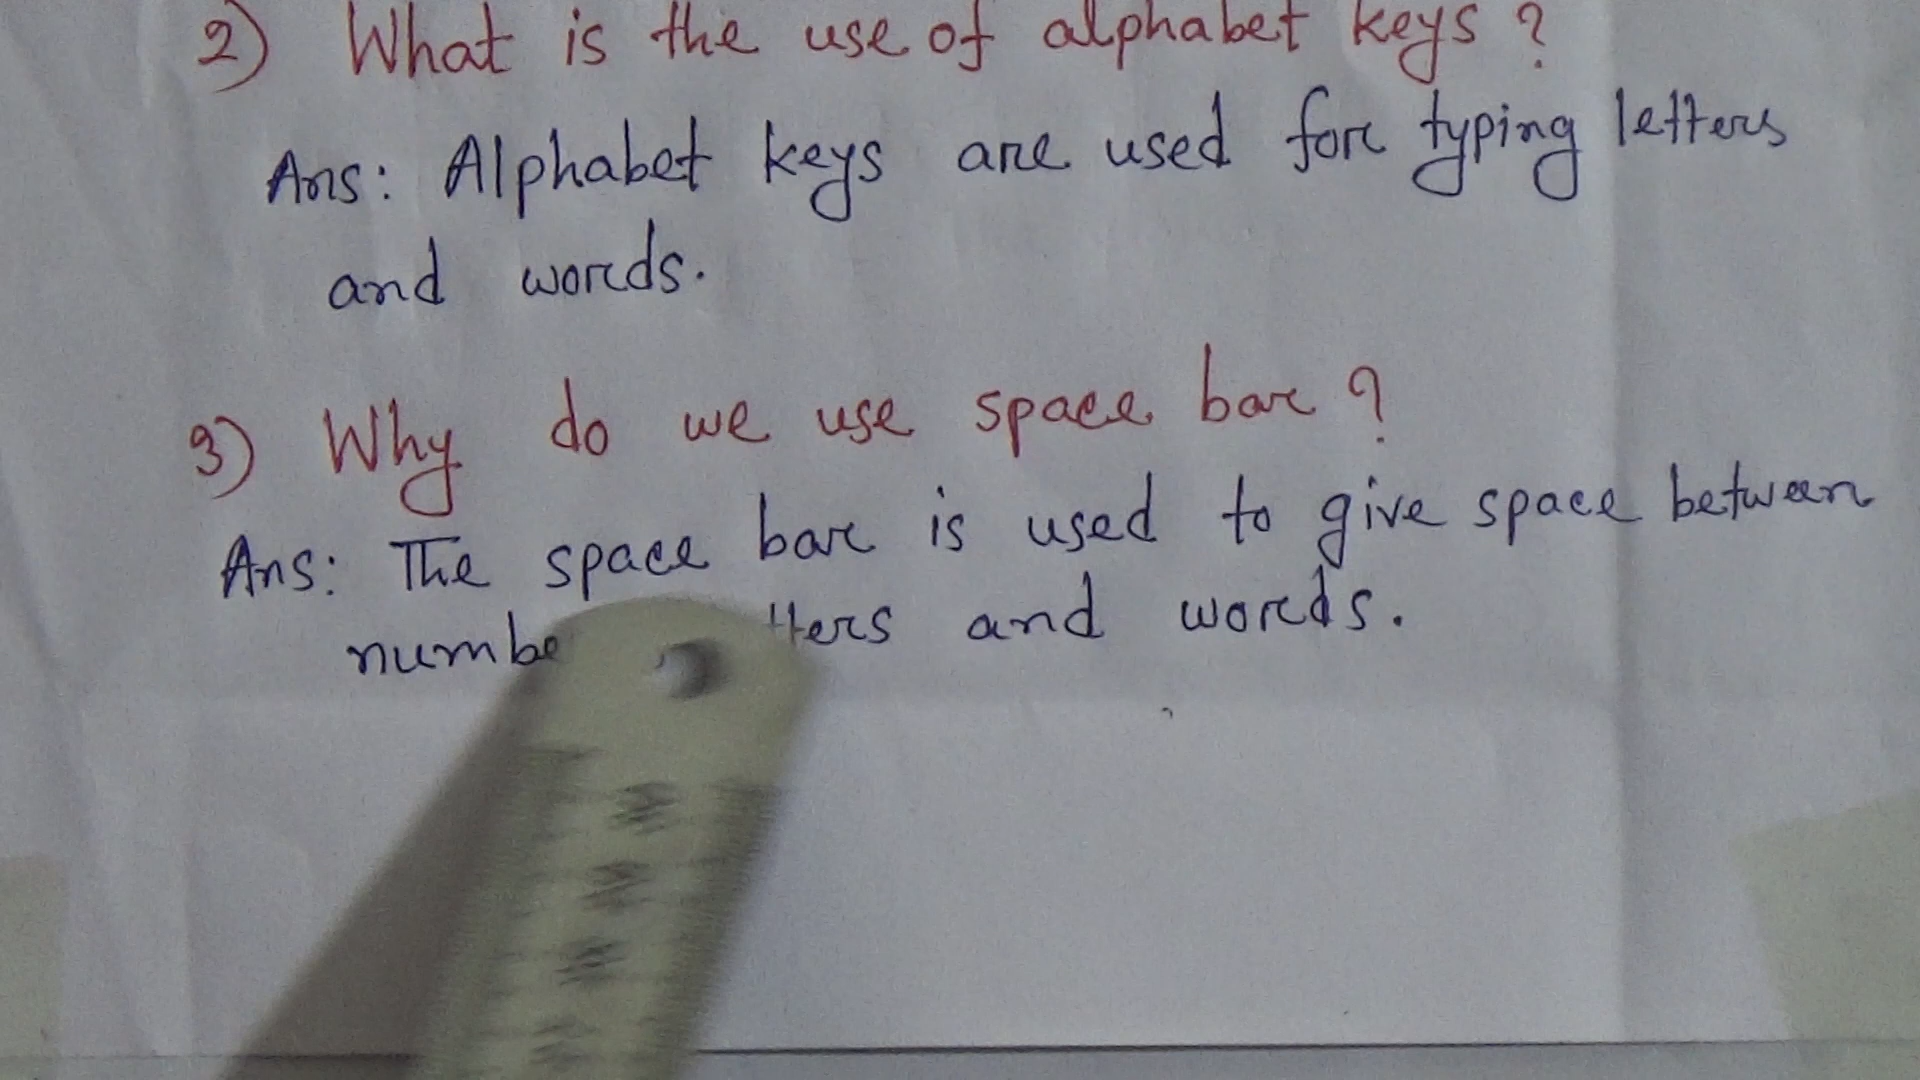 2) What is the use of alphabet keys ?
Ans: Alphabet keys are used for typing letters
and words.
3) Why do we use space bar ?
Ans: The space bar is used to give space between
and words.